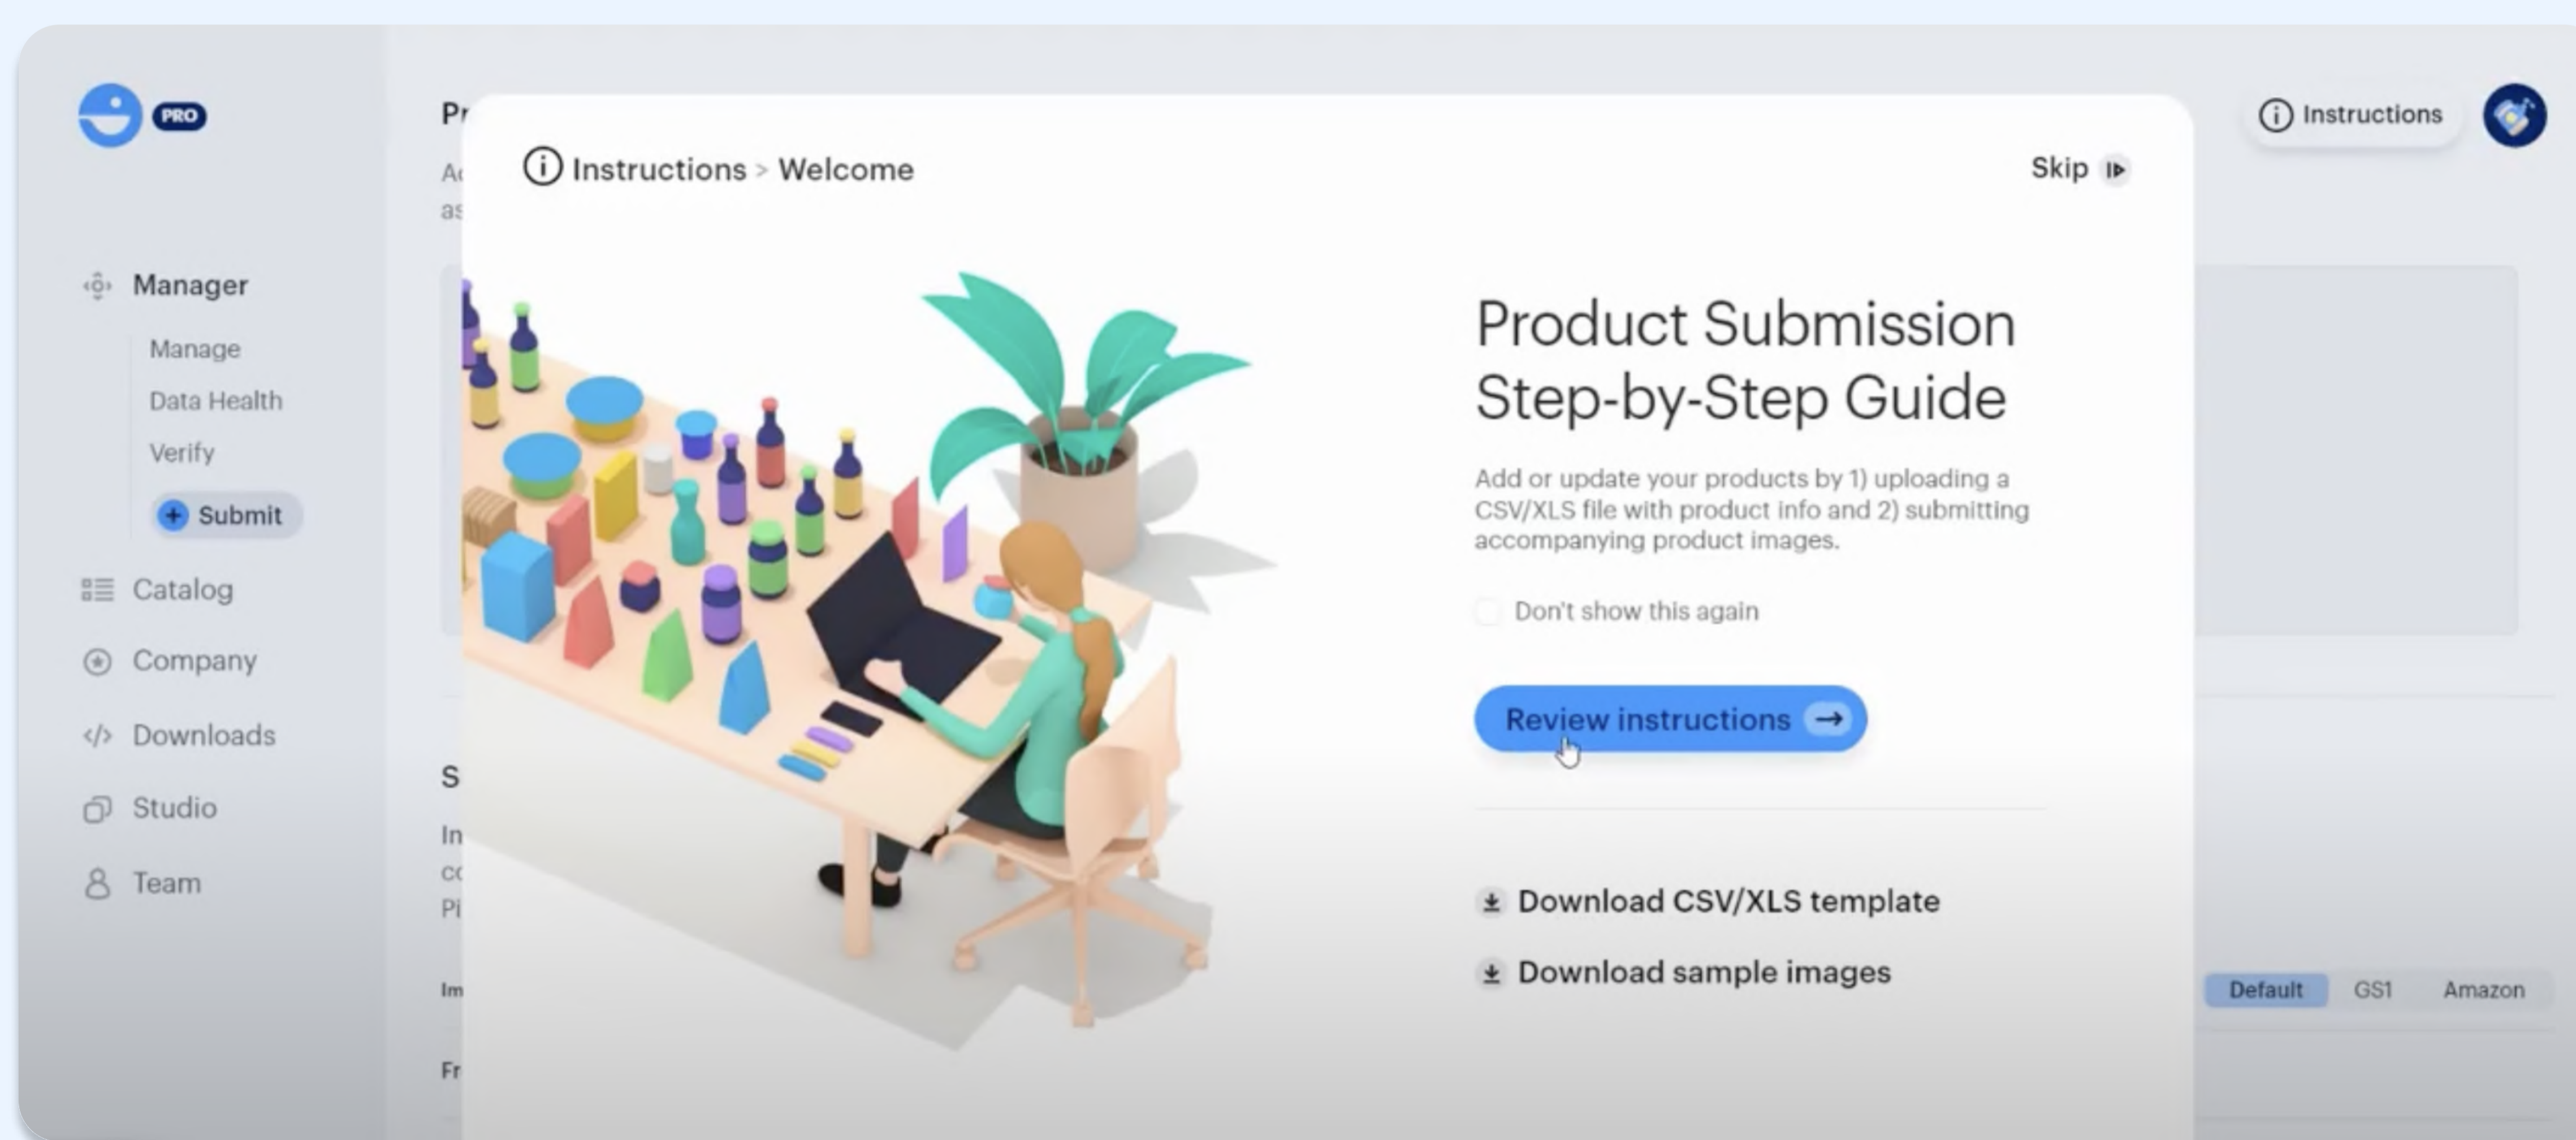 PRO
Manager
Manage
Data Health
Verify
Submit
Catalog
Company
Downloads
Studio
Team
Instructions
Instructions > Welcome
Skip
Product Submission
Step-by-Step Guide
Add or update your products by 1) uploading a
CSV/XLS file with product info and 2) submitting
accompanying product images.
Don't show this again
Review instructions
Download CSV/XLS template
Download sample images
Default GS1 Amazon